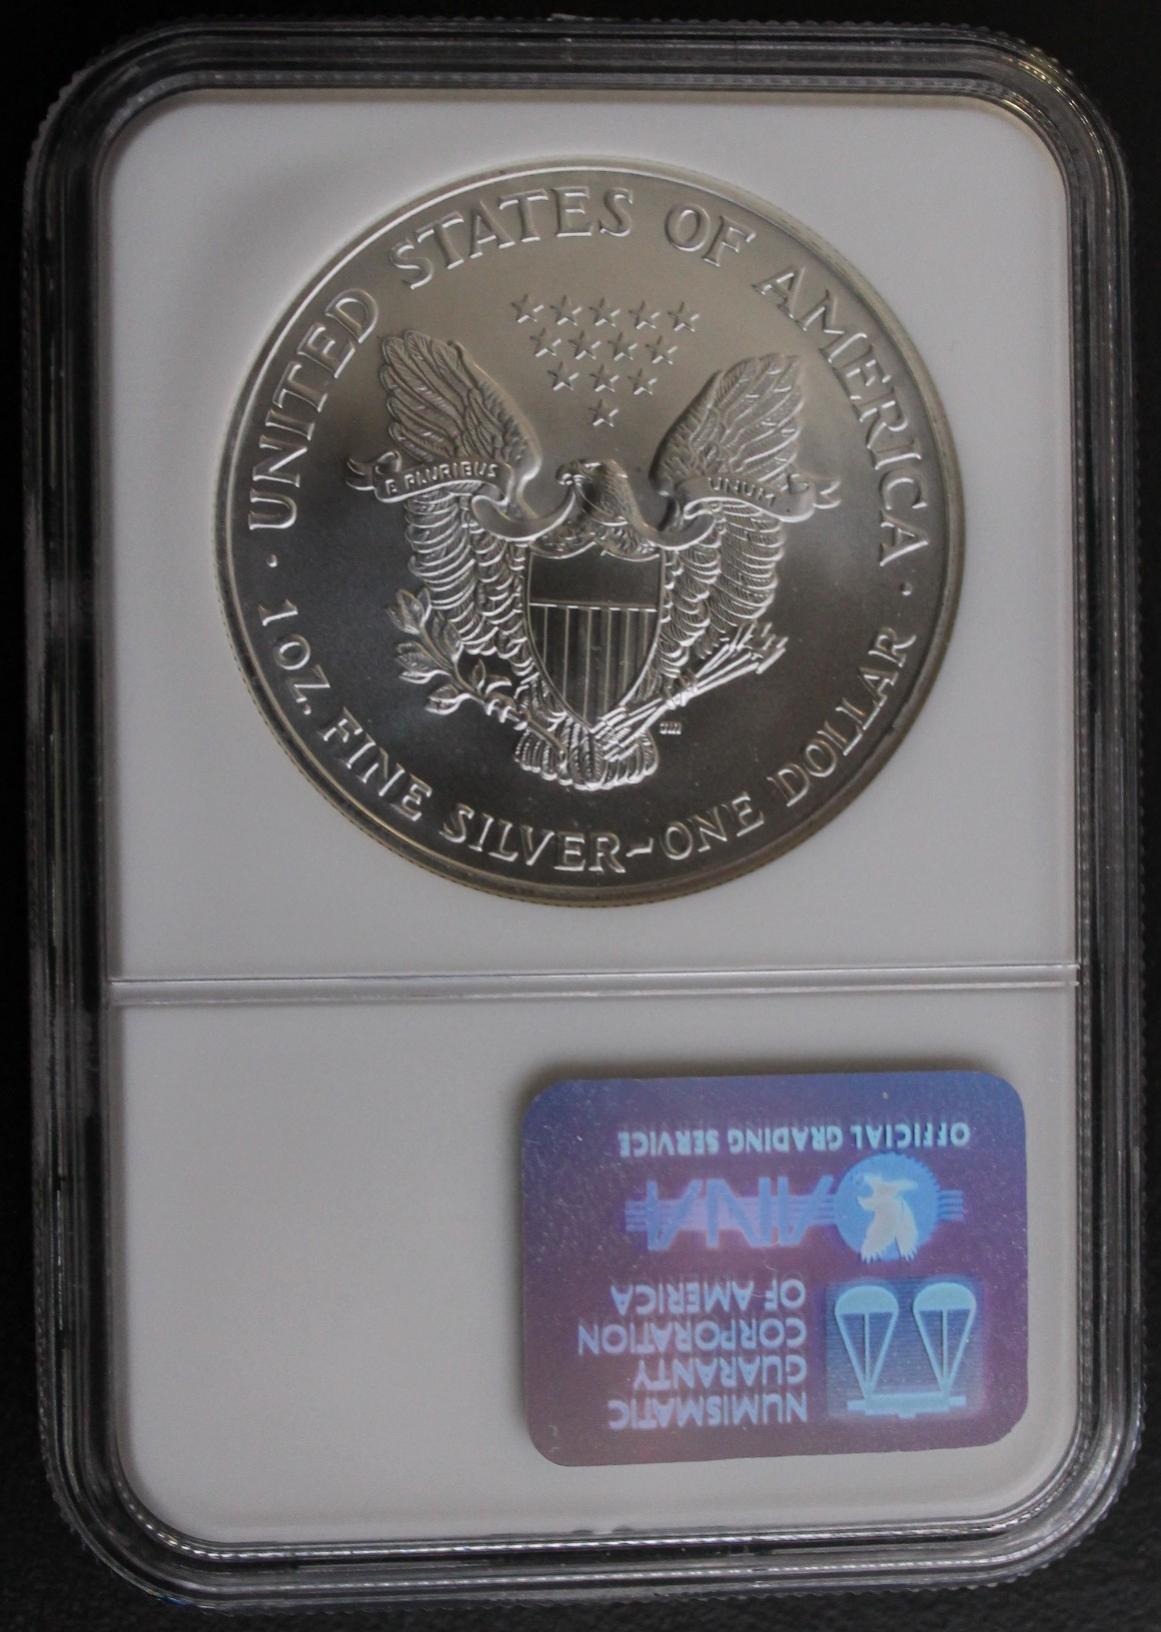 UNITED STATES OF AMERICA
E PLURIBUS UNUM
1 OZ. FINE SILVER~ONE DOLLAR
JM
NUMISMATIC
GUARANTY
CORPORATION
OF AMERICA
ANA
OFFICIAL GRADING SERVICE